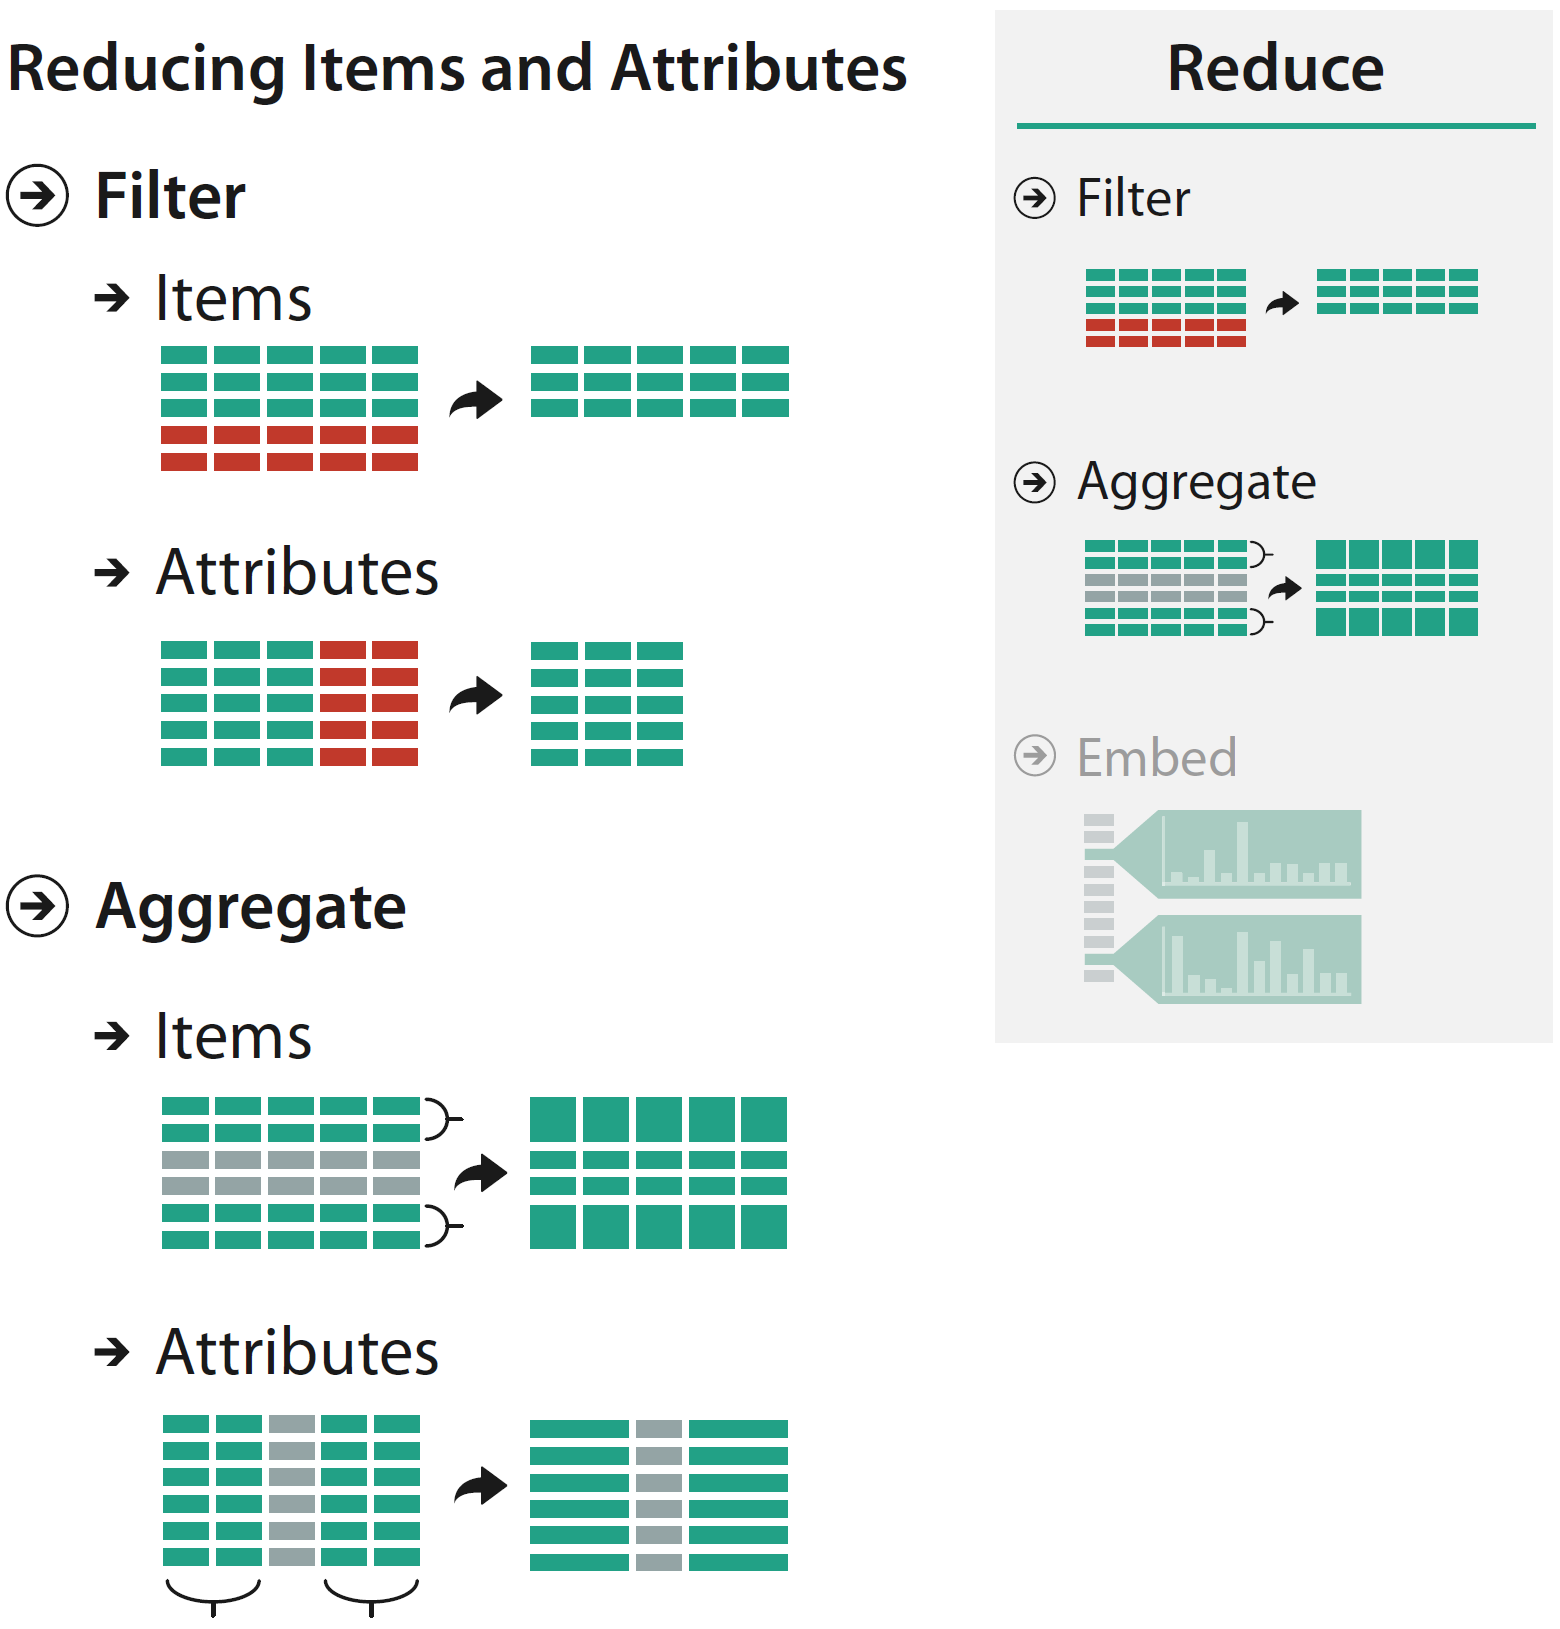 Reducing Items and Attributes
Filter
Items
Attributes
Aggregate
Items
Attributes
Reduce
Filter
Aggregate
Embed